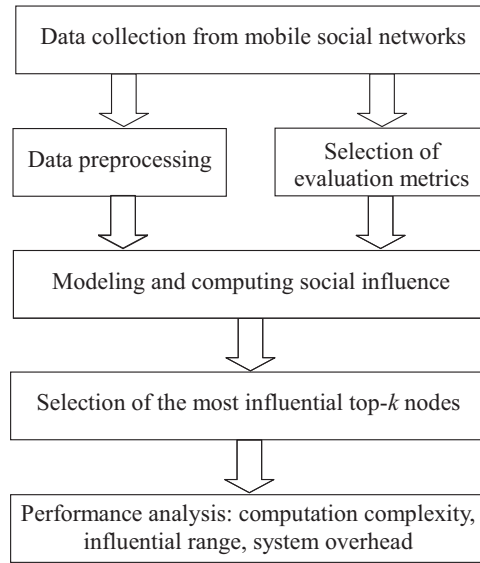 Data collection from mobile social networks
Data preprocessing
Selection of
evaluation metrics
Modeling and computing social influence
Selection of the most influential top-k nodes
Performance analysis: computation complexity,
influential range, system overhead